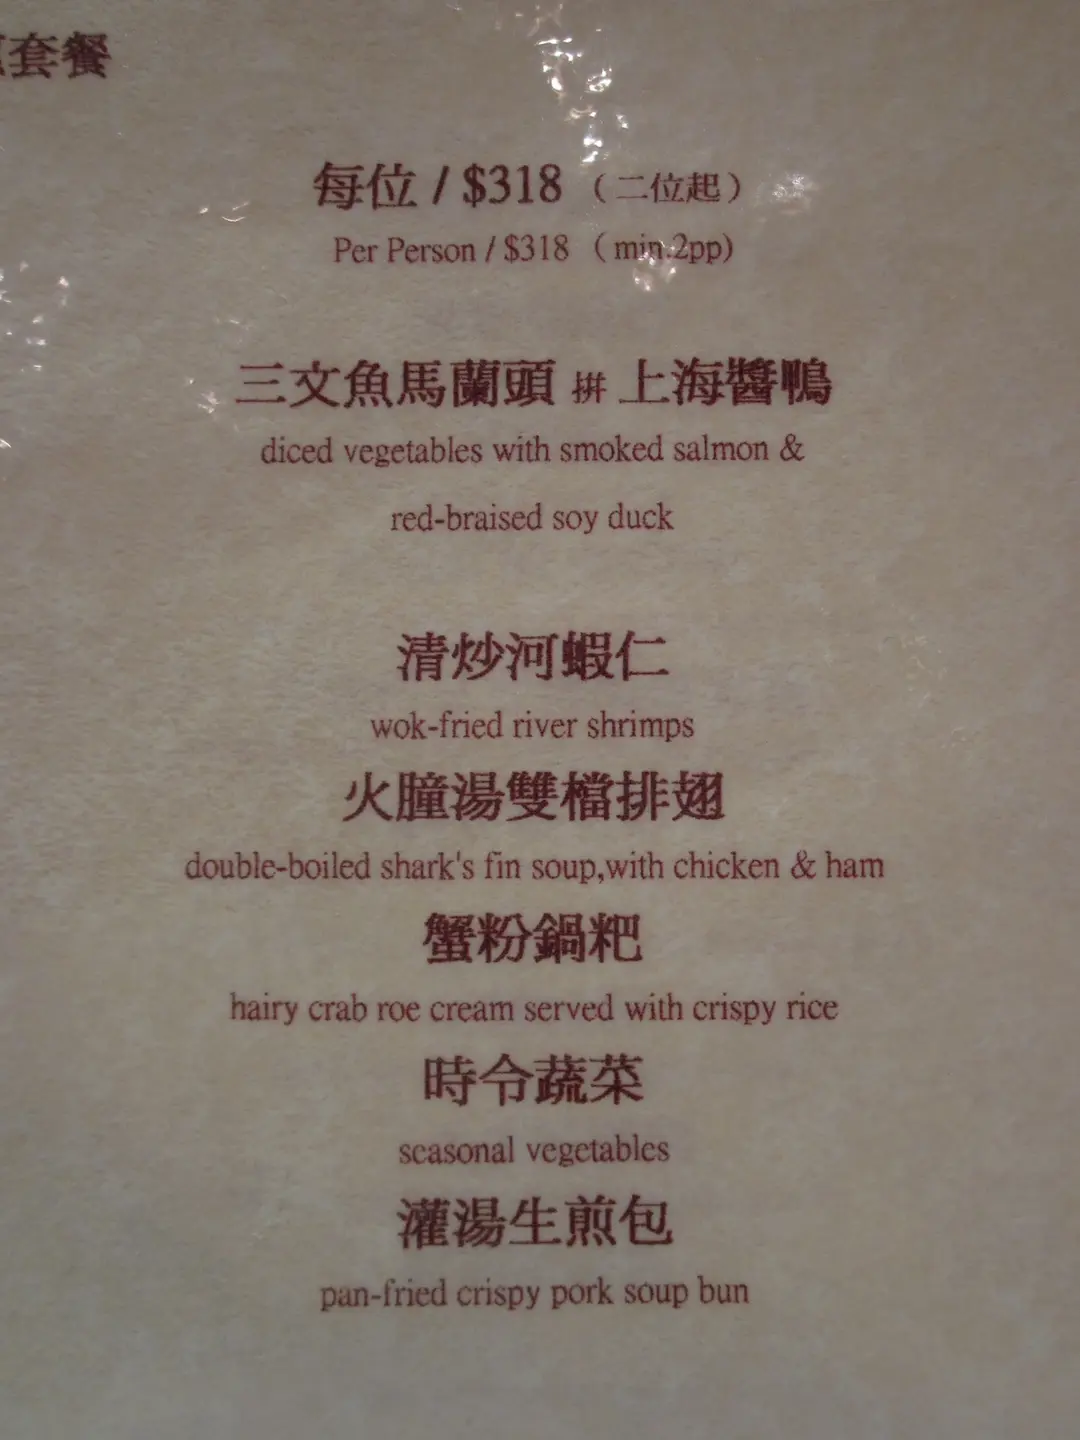 套餐
每位 / $318 （二位起）
Per Person / $318 （min.2pp)
三文魚馬蘭頭 拼 上海醬鴨
diced vegetables with smoked salmon &
red-braised soy duck
清炒河蝦仁
wok-fried river shrimps
火朣湯雙檔排翅
double-boiled shark's fin soup,with chicken & ham
蟹粉鍋粑
hairy crab roe cream served with crispy rice
時令蔬菜
seasonal vegetables
灌湯生煎包
pan-fried crispy pork soup bun